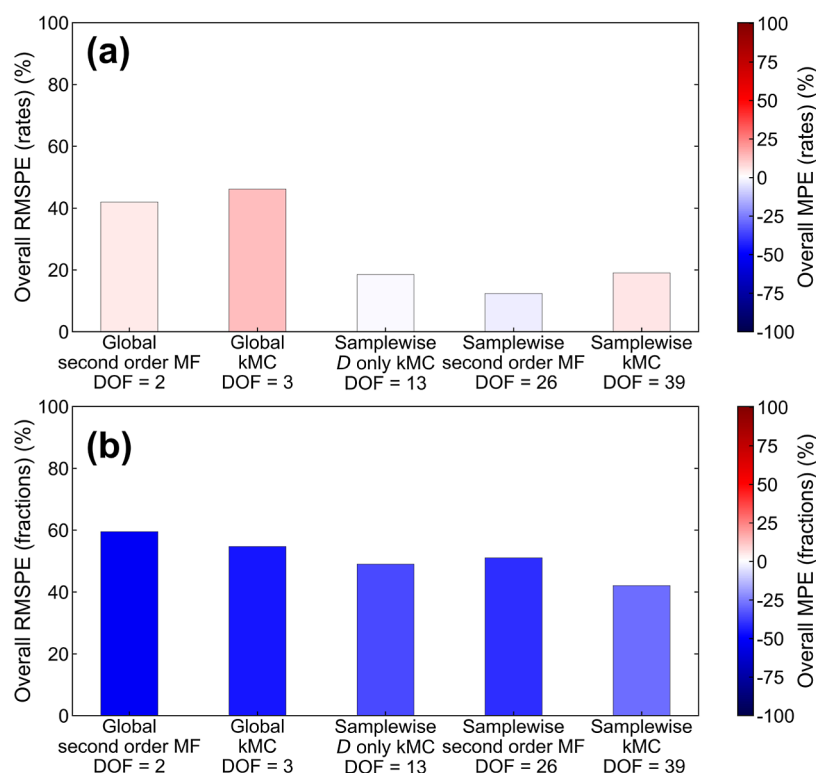 (a)
Overall RMSPE (rates) (%)
100
80
60
40
20
0
Global
second order MF
DOF = 2
Global
kMC
DOF = 3
Samplewise
D only kMC
DOF = 13
Samplewise
second order MF
DOF = 26
Samplewise
kMC
DOF = 39
100
75
50
25
0
-25
-50
-75
-100
Overall MPE (rates) (%)
(b)
Overall RMSPE (fractions) (%)
100
80
60
40
20
0
Global
second order MF
DOF = 2
Global
kMC
DOF = 3
Samplewise
D only kMC
DOF = 13
Samplewise
second order MF
DOF = 26
Samplewise
kMC
DOF = 39
100
75
50
25
0
-25
-50
-75
-100
Overall MPE (fractions) (%)